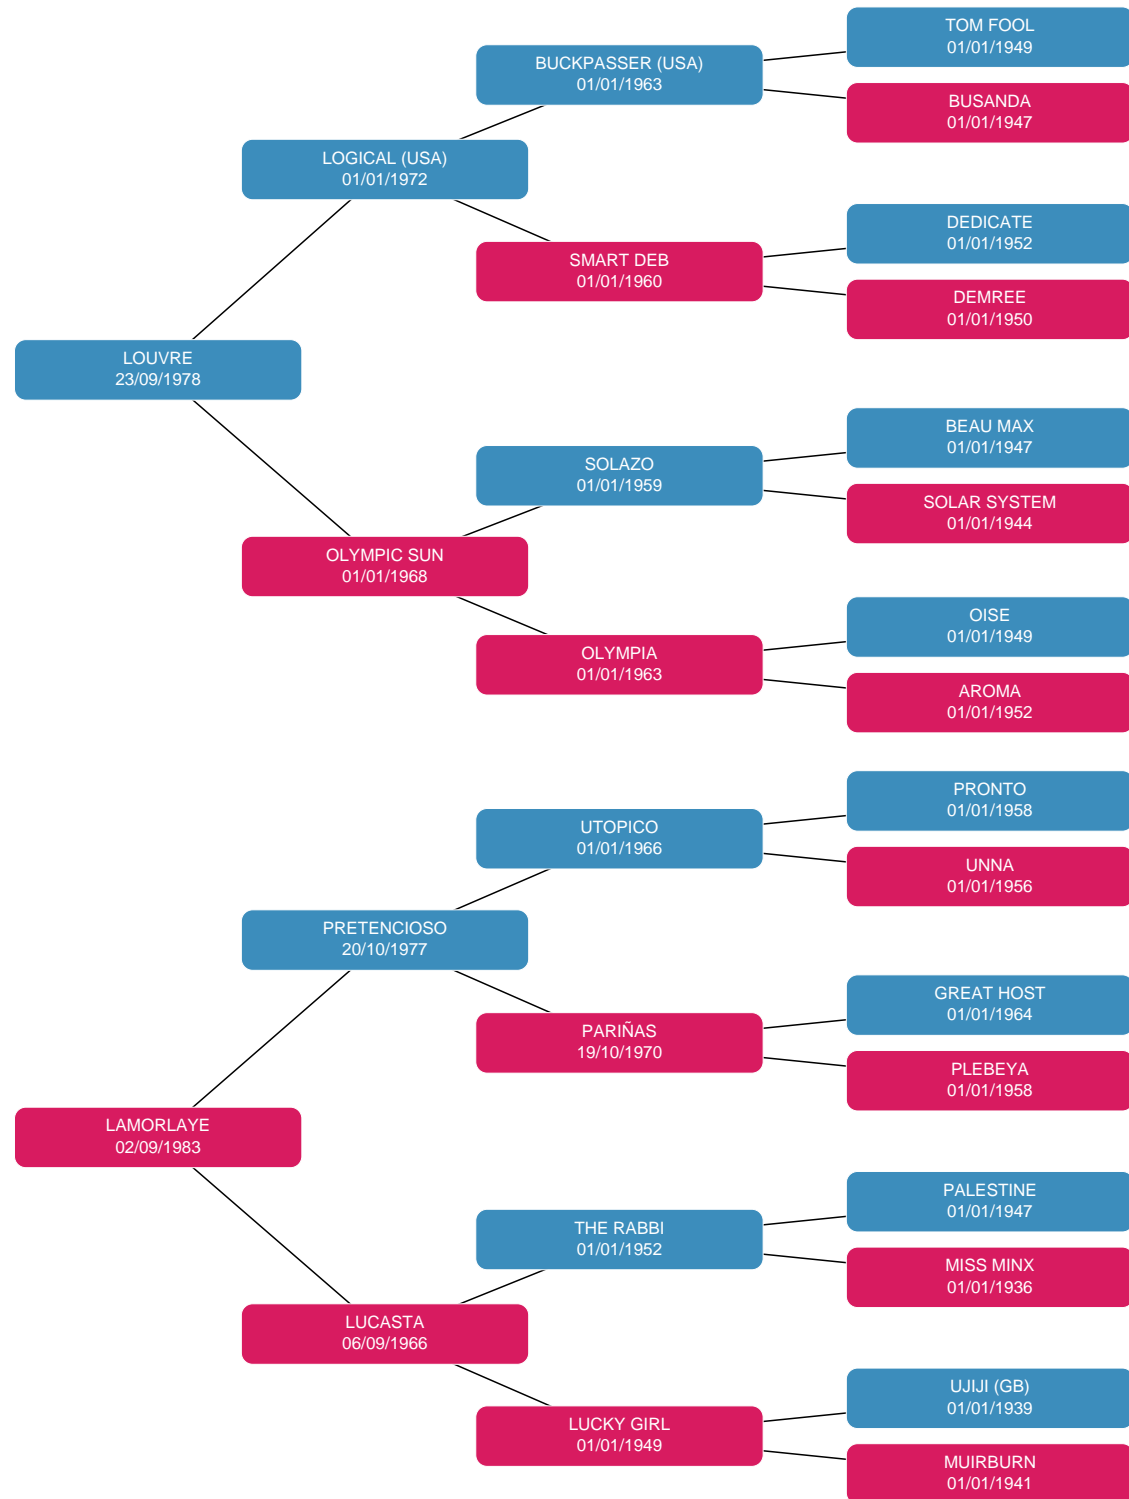 TOM FOOL
01/01/1949
BUCKPASSER (USA)
01/01/1963
BUSANDA
01/01/1947
LOGICAL (USA)
01/01/1972
DEDICATE
01/01/1952
SMART DEB
01/01/1960
DEMREE
01/01/1950
LOUVRE
23/09/1978
BEAU MAX
01/01/1947
SOLAZO
01/01/1959
SOLAR SYSTEM
01/01/1944
OLYMPIC SUN
01/01/1968
OISE
01/01/1949
OLYMPIA
01/01/1963
AROMA
01/01/1952
PRONTO
01/01/1958
UTOPICO
01/01/1966
UNNA
01/01/1956
PRETENCIOSO
20/10/1977
GREAT HOST
01/01/1964
PARIÑAS
19/10/1970
PLEBEYA
01/01/1958
LAMORLAYE
02/09/1983
PALESTINE
01/01/1947
THE RABBI
01/01/1952
MISS MINX
01/01/1936
LUCASTA
06/09/1966
UJIJI (GB)
01/01/1939
LUCKY GIRL
01/01/1949
MUIRBURN
01/01/1941